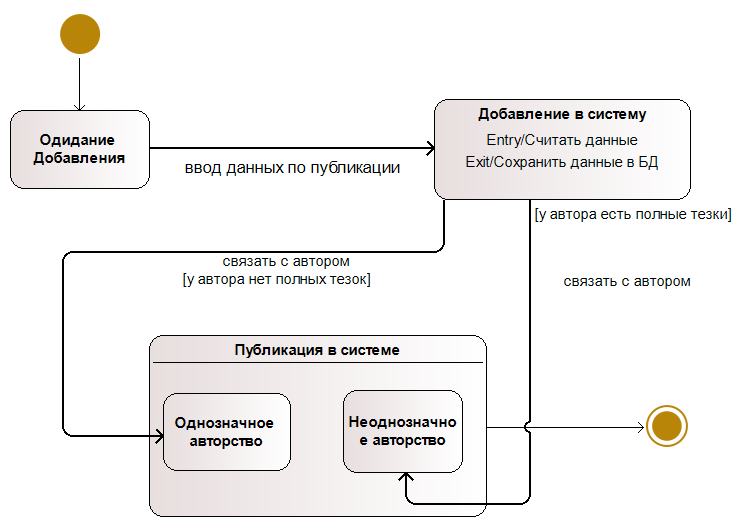 Одидание
Добавления
ввод данных по публикации
Добавление в систему
Entry/Считать данные
Exit/Сохранить данные в БД
[у автора есть полные тезки]
связать с автором
[у автора нет полных тезок]
связать с автором
Публикация в системе
Однозначное
авторство
Неоднозначно
е авторство